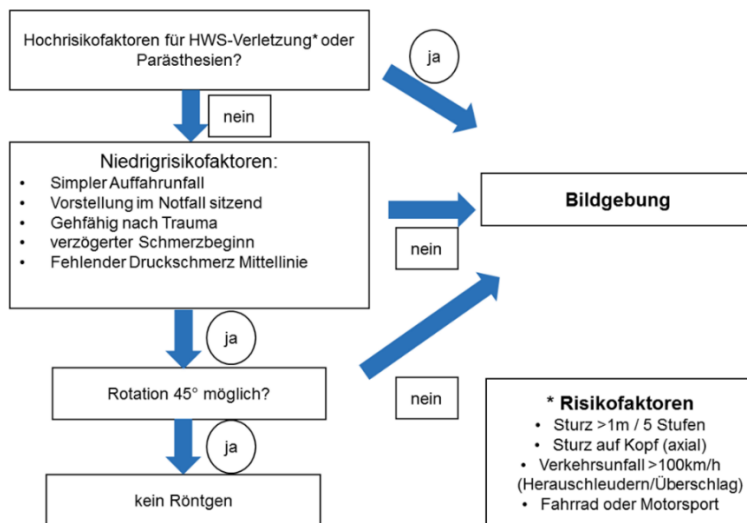 Hochrisikofaktoren für HWS-Verletzung* oder
Parästhesien?
ja
nein
Niedrigrisikofaktoren:
• Simpler Auffahrunfall
• Vorstellung im Notfall sitzend
• Gehfähig nach Trauma
• verzögerter Schmerzbeginn
• Fehlender Druckschmerz Mittellinie
Bildgebung
nein
ja
Rotation 45° möglich?
nein
ja
kein Röntgen
* Risikofaktoren
• Sturz >1m / 5 Stufen
• Sturz auf Kopf (axial)
• Verkehrsunfall >100km/h
(Herauschleudern/Überschlag)
• Fahrrad oder Motorsport